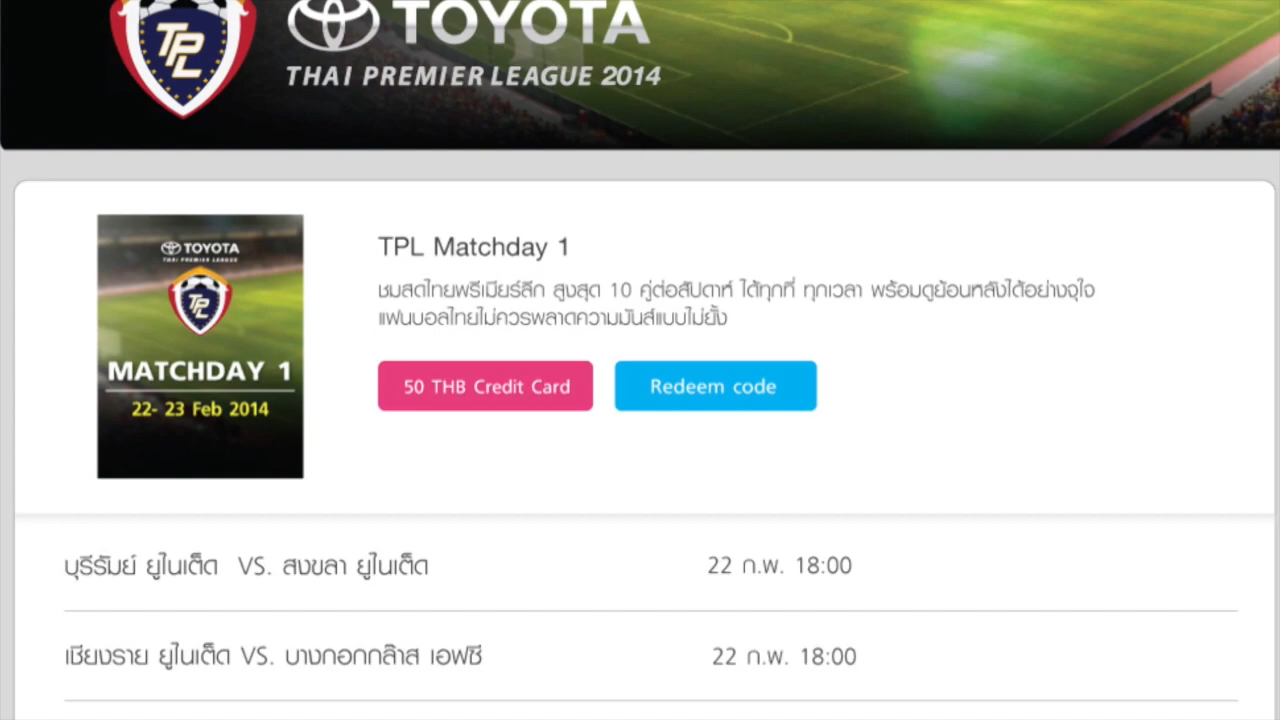 TPL
TOYOTA
THAI PREMIER LEAGUE 2014
TOYOTA
THAI PREMIER LEAGUE
TPL
MATCHDAY 1
22- 23 Feb 2014
TPL Matchday 1
ชมสดไทยพรีเมียร์ลีก สูงสุด 10 คู่ต่อสัปดาห์ ได้ทุกที่ ทุกเวลา พร้อมดูย้อนหลังได้อย่างจุใจ
แฟนบอลไทยไม่ควรพลาดความมันส์แบบไม่ยั้ง
50 THB Credit Card
Redeem code
บุรีรัมย์ ยูไนเต็ด VS. สงขลา ยูไนเต็ด 22 ก.พ. 18:00
เชียงราย ยูไนเต็ด VS. บางกอกกล๊าส เอฟซี 22 ก.พ. 18:00